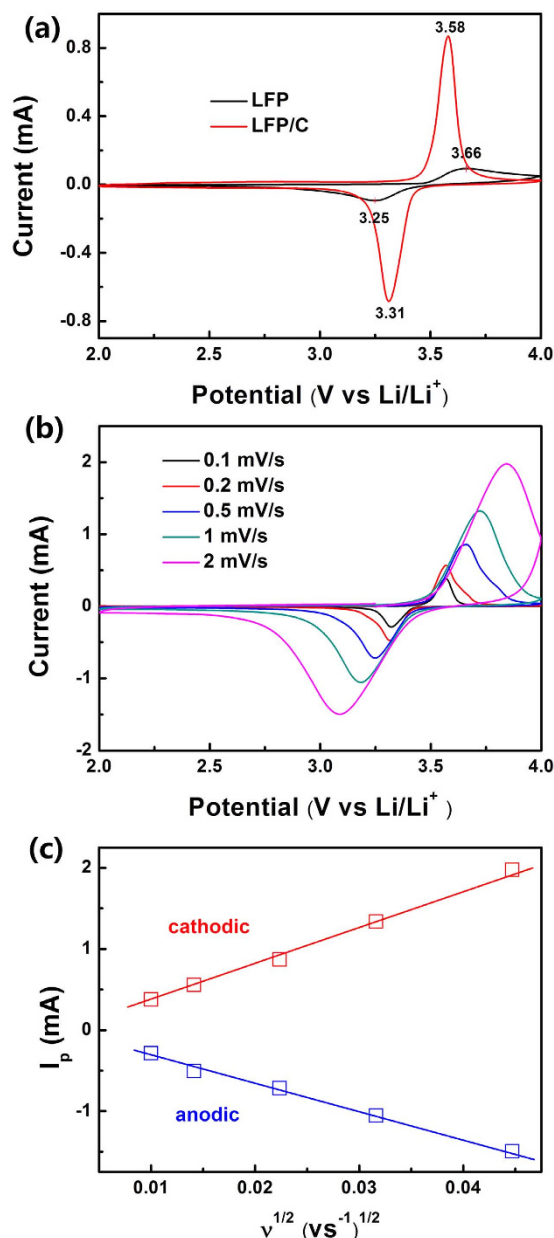 (a)
3.58
0.8
LFP
LFP/C
0.4
3.66
0.0
3.25
-0.4
3.31
-0.8
2.0 2.5 3.0 3.5 4.0
Current (mA)
Potential (V vs Li/Li⁺)
(b)
2
0.1 mV/s
0.2 mV/s
1
0.5 mV/s
1 mV/s
2 mV/s
0
-1
-2
2.0 2.5 3.0 3.5 4.0
Current (mA)
Potential (V vs Li/Li⁺)
(c)
2
cathodic
1
0
anodic
-1
0.01 0.02 0.03 0.04
Iₚ (mA)
ν¹/² (vs⁻¹)¹/²